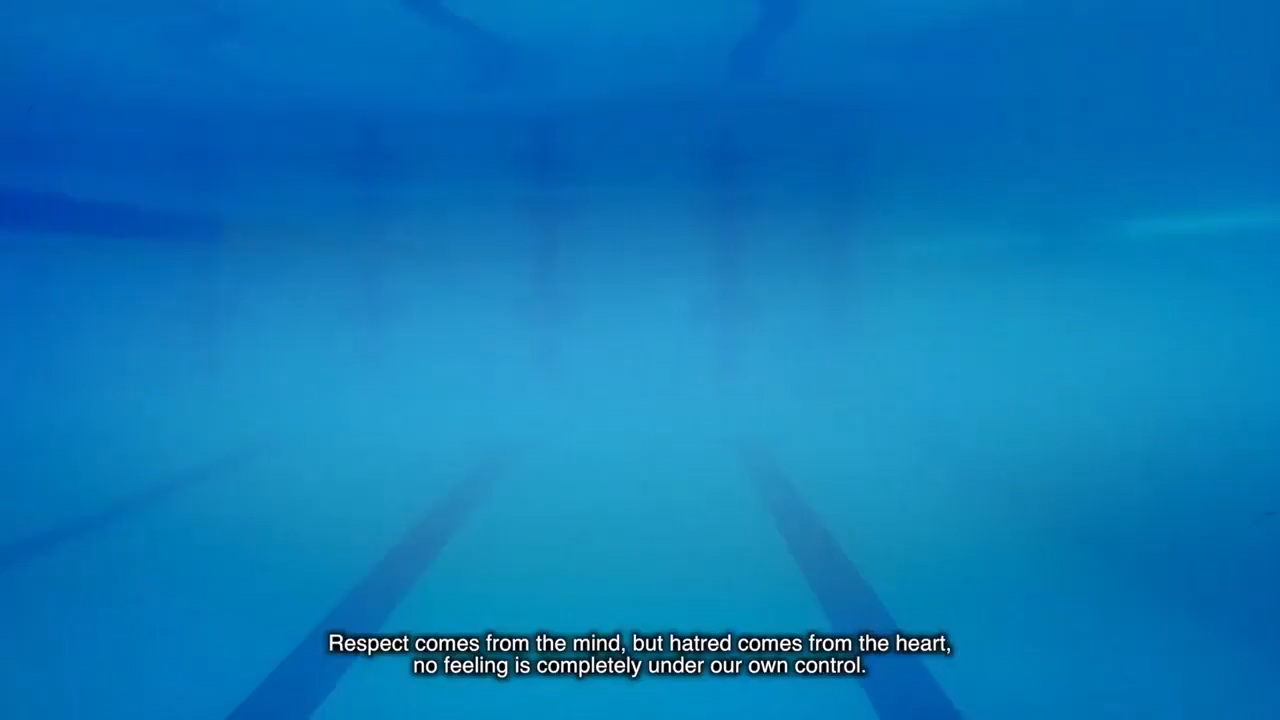 Respect comes from the mind, but hatred comes from the heart,
no feeling is completely under our own control.